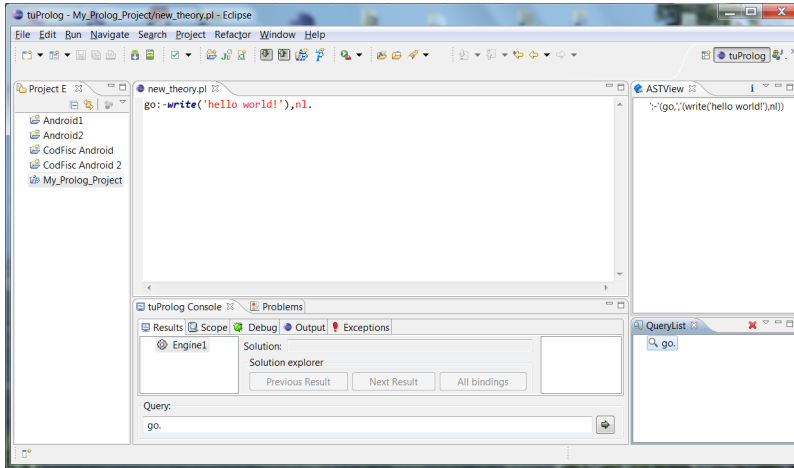 tuProlog - My_Prolog_Project/new_theory.pl - Eclipse
File Edit Run Navigate Search Project Refactor Window Help
tuProlog
Project E
Android1
Android2
CodFisc Android
CodFisc Android 2
My_Prolog_Project
new_theory.pl
go:-write('hello world!'),nl.
ASTView
':-'(go,','(write('hello world!'),nl))
tuProlog Console Problems
Results Scope Debug Output Exceptions
Engine1
Solution:
Solution explorer
Previous Result Next Result All bindings
Query:
go.
QueryList
go.